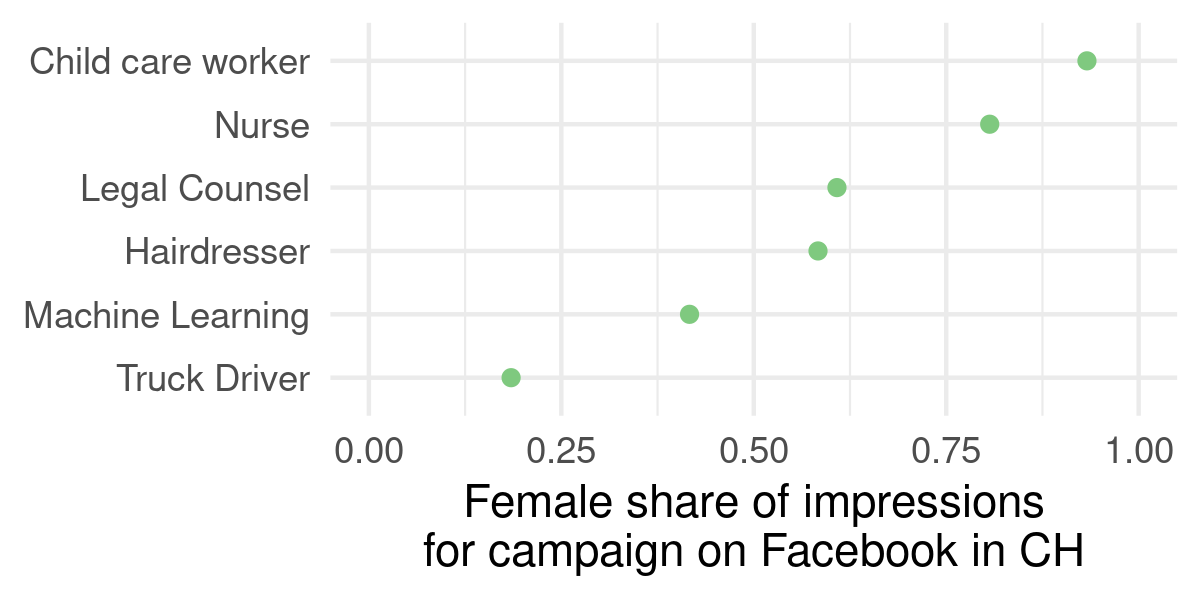 Child care worker
Nurse
Legal Counsel
Hairdresser
Machine Learning
Truck Driver
0.00 0.25 0.50 0.75 1.00
Female share of impressions
for campaign on Facebook in CH